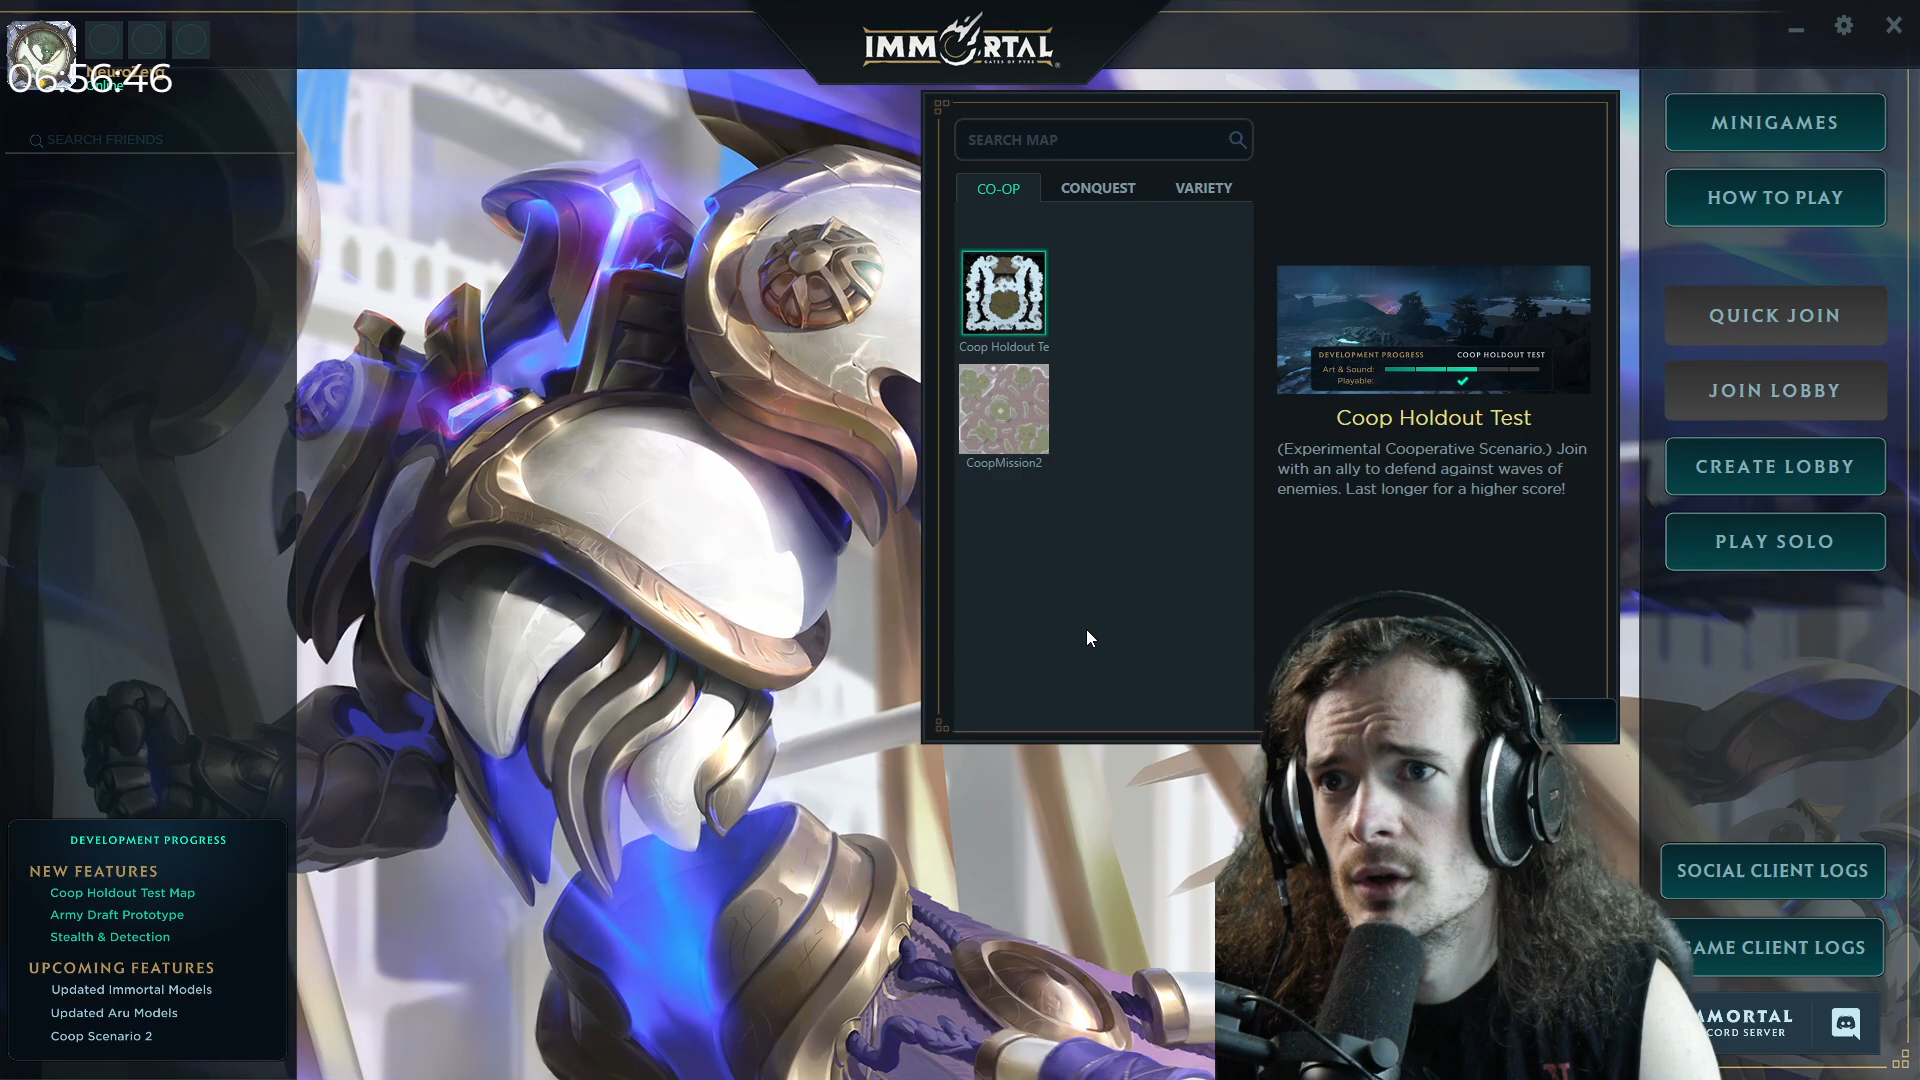 IMMORTAL
GATES OF PYRE
06:56:46
Online
SEARCH FRIENDS
SEARCH MAP
CO-OP
CONQUEST
VARIETY
Coop Holdout Te
CoopMission2
DEVELOPMENT PROGRESS
COOP HOLDOUT TEST
Art & Sound:
Playable:
Coop Holdout Test
(Experimental Cooperative Scenario.) Join
with an ally to defend against waves of
enemies. Last longer for a higher score!
MINIGAMES
HOW TO PLAY
QUICK JOIN
JOIN LOBBY
CREATE LOBBY
PLAY SOLO
SOCIAL CLIENT LOGS
GAME CLIENT LOGS
MMORTAL
CORD SERVER
DEVELOPMENT PROGRESS
NEW FEATURES
Coop Holdout Test Map
Army Draft Prototype
Stealth & Detection
UPCOMING FEATURES
Updated Immortal Models
Updated Aru Models
Coop Scenario 2